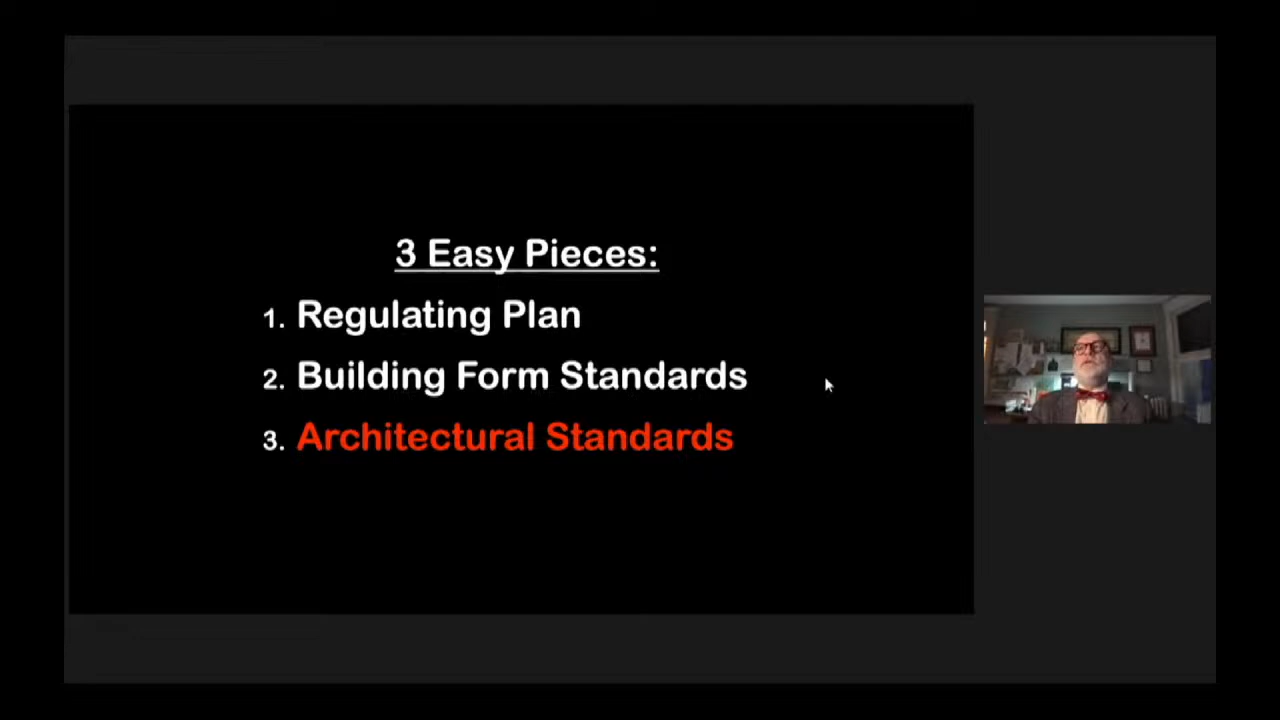 3 Easy Pieces:
1. Regulating Plan
2. Building Form Standards
3. Architectural Standards